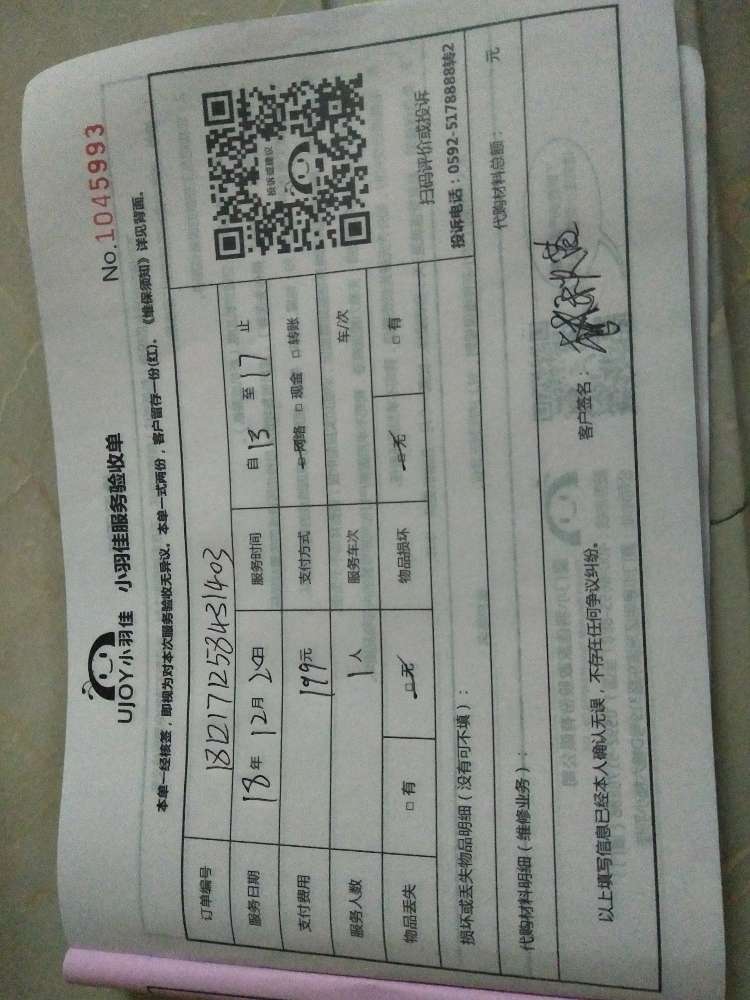 UJOY小羽佳 小羽佳服务验收单
No.1045993
本单一经核签，即视为对本次服务验收无异议。本单一式两份，客户留存一份(红)。《维保须知》详见背面。
订单编号 1812171258431403
服务日期 18年 12月 20日 服务时间 自 13 至 17 止
支付费用 199元 支付方式 网络 □ 现金 □ 转账
服务人数 1 人 服务车次 车/次
物品丢失 □ 有 □ 无 物品损坏 □ 无 □ 有
投诉或建议
扫码评价或投诉
投诉电话：0592-5178888转2
损坏或丢失物品明细（没有可不填）：
代购材料明细（维修业务）： 代购材料总额： 元
以上填写信息已经本人确认无误，不存在任何争议纠纷。 客户签名：